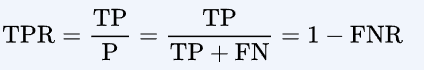 TPR = TP / P = TP / (TP + FN) = 1 − FNR